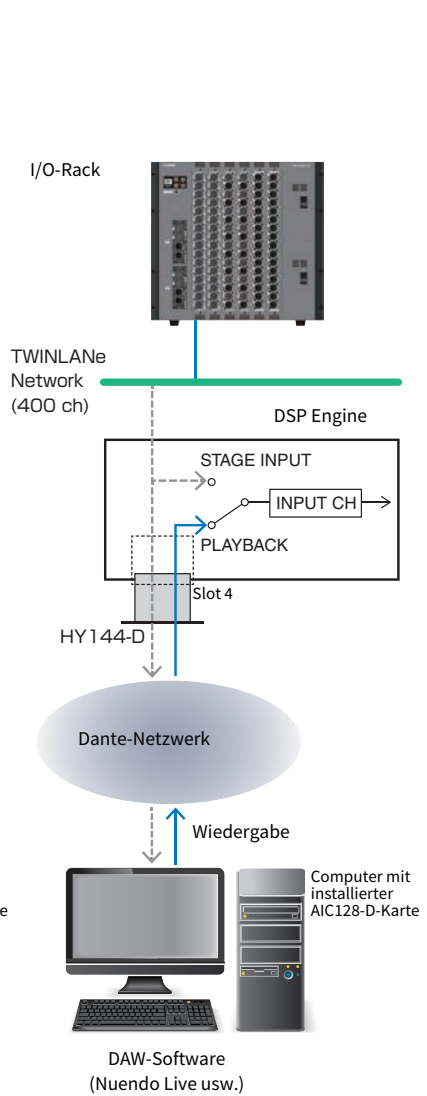 I/O-Rack
TWINLANe
Network
(400 ch)
DSP Engine
STAGE INPUT
INPUT CH
PLAYBACK
Slot 4
HY144-D
Dante-Netzwerk
Wiedergabe
Computer mit
installierter
AIC128-D-Karte
e
DAW-Software
(Nuendo Live usw.)